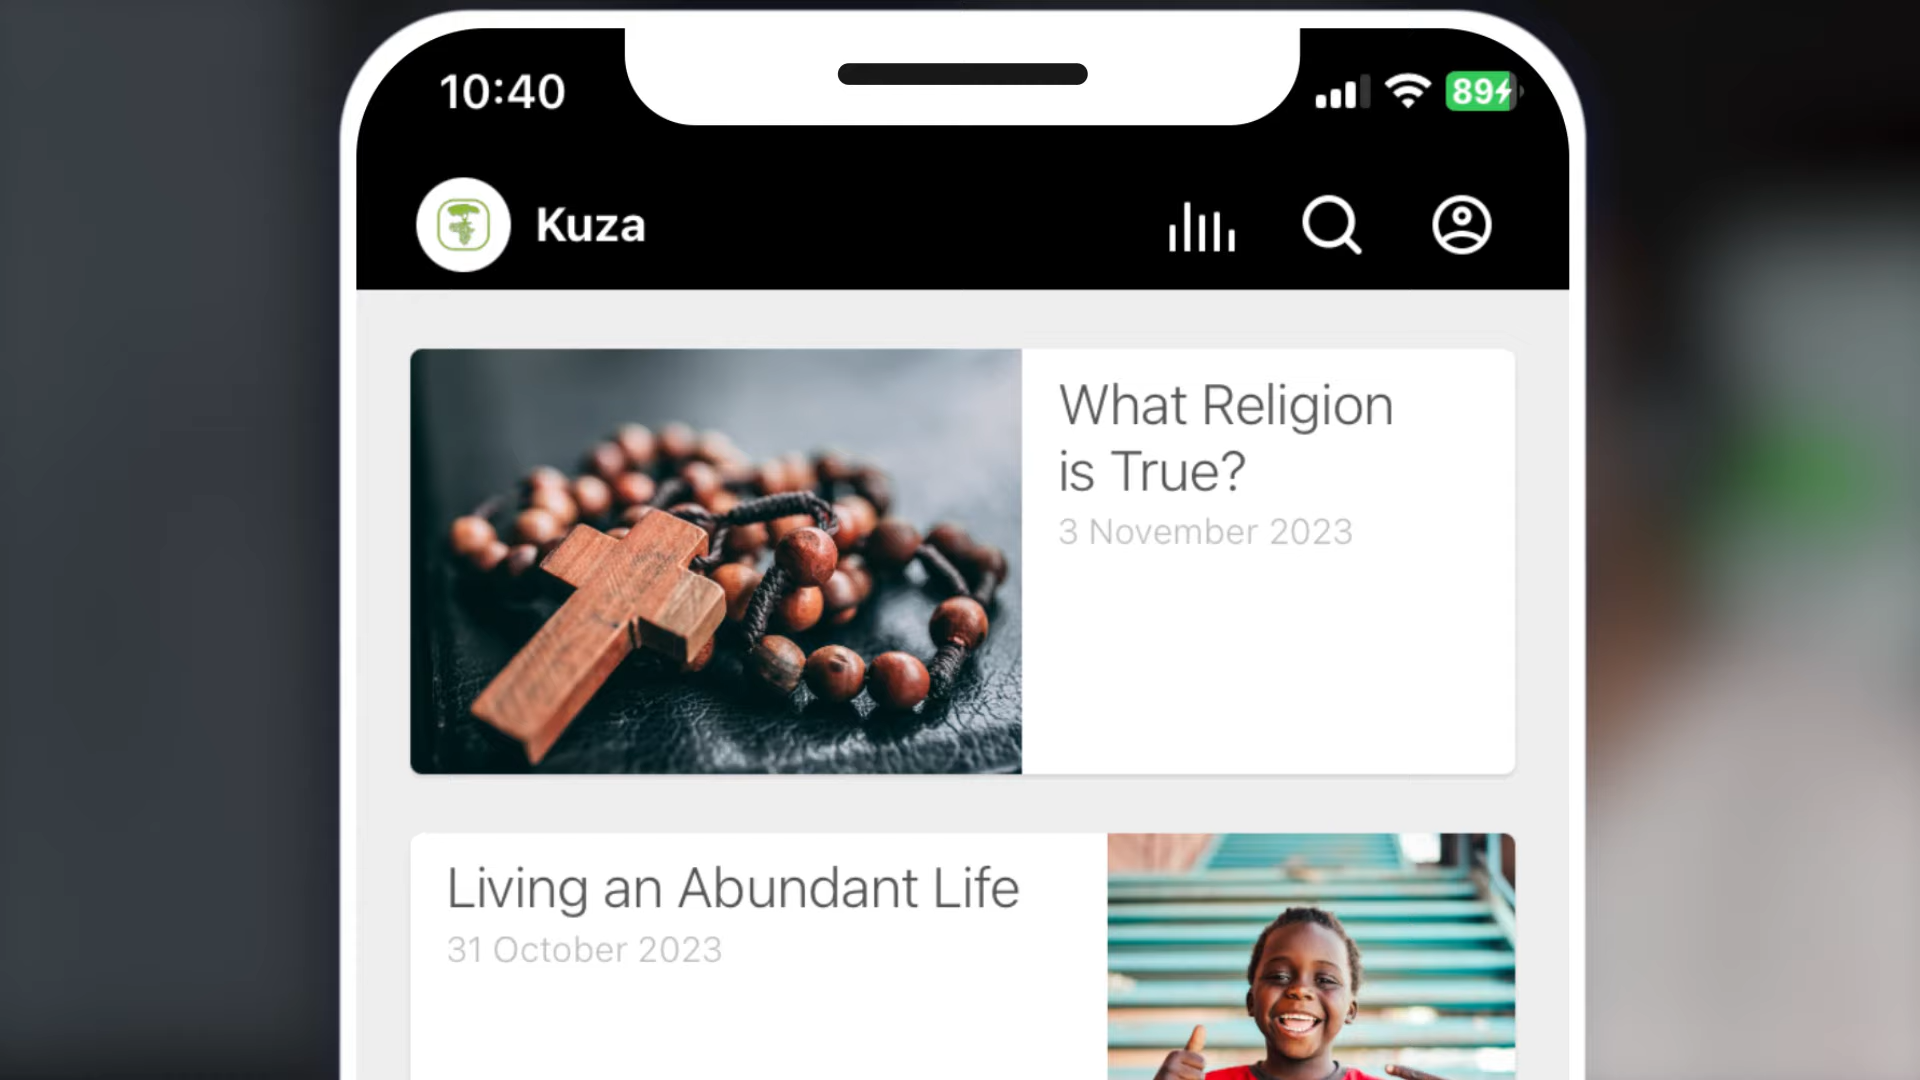 10:40
89
Kuza
What Religion
is True?
3 November 2023
Living an Abundant Life
31 October 2023